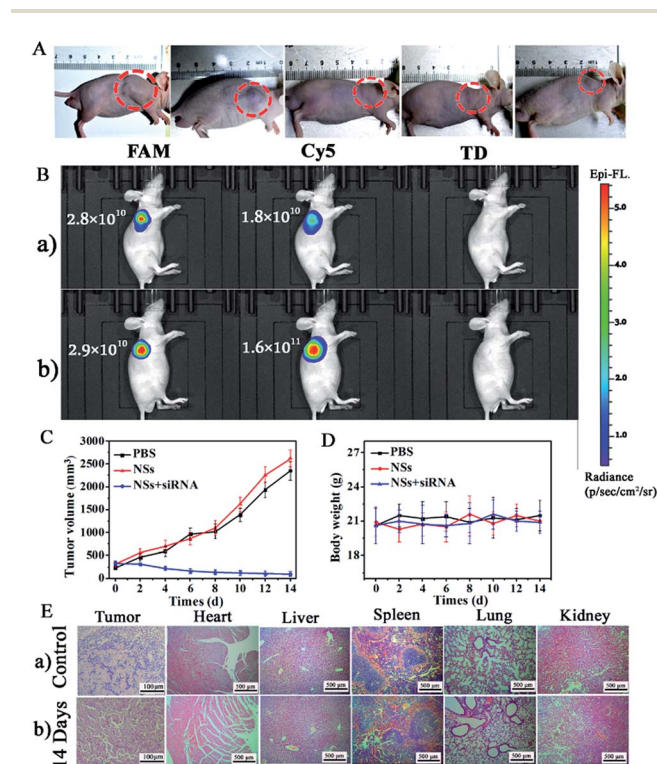 A
FAM Cy5 TD
B
Epi-FL.
a)
2.8×10¹⁰ 1.8×10¹⁰
5.0
4.0
3.0
2.0
1.0
b)
2.9×10¹⁰ 1.6×10¹¹
Radiance
(p/sec/cm²/sr)
C
PBS
NSs
NSs+siRNA
Tumor volume (mm³)
3000
2500
2000
1500
1000
500
0
0 2 4 6 8 10 12 14
Times (d)
D
PBS
NSs
NSs+siRNA
Body weight (g)
33
30
27
24
21
18
15
12
0 2 4 6 8 10 12 14
Times (d)
E
Tumor Heart Liver Spleen Lung Kidney
a) Control
100μm 500 μm 500 μm 500 μm 500 μm 500 μm
b) 14 Days
100μm 500 μm 500 μm 500 μm 500 μm 500 μm